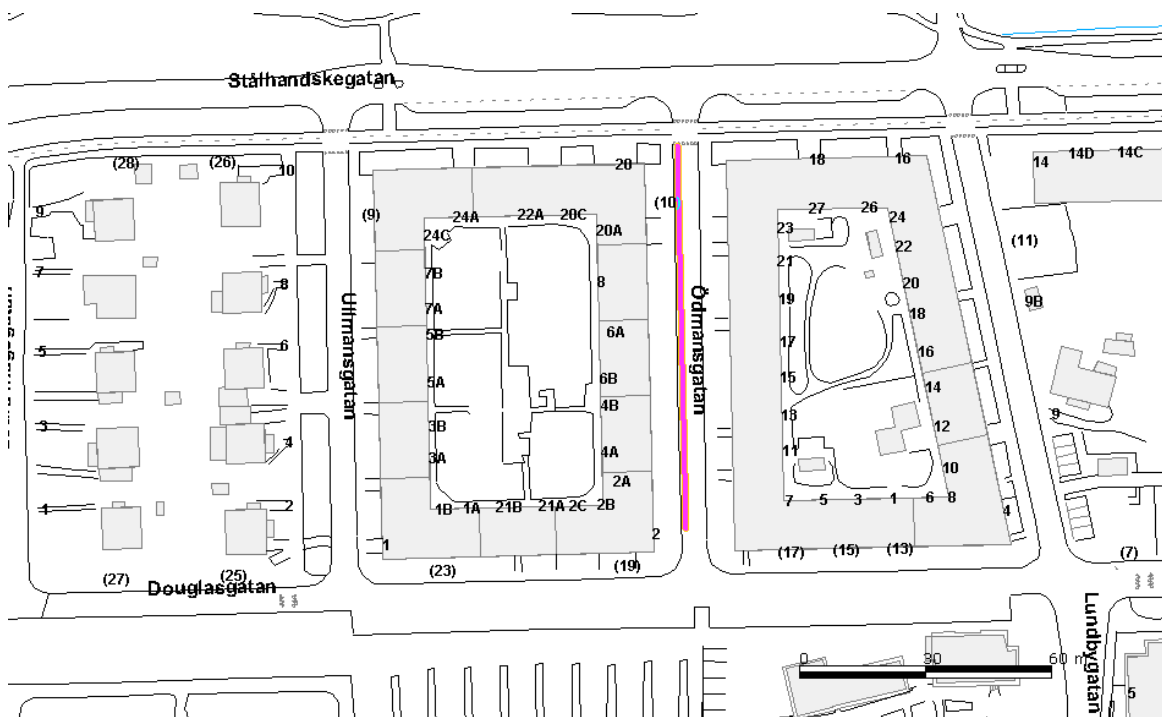 Stålhandskegatan
(28)
(26)
10
9
7
8
5
6
3
4
1
2
(27)
(25)
Douglasgatan
Ullmansgatan
(9)
20
24A
22A
20C
20A
24C
7B
8
7A
5B
6A
5A
6B
4B
3B
4A
3A
2A
1B
1A
21B
21A
2C
2B
1
2
(23)
(19)
(10)
Ödmansgatan
18
16
27
26
24
23
22
21
20
19
18
17
16
15
14
13
12
11
10
7
5
3
1
6
8
4
(17)
(15)
(13)
14
14D
14C
(11)
9B
9
(7)
Lundbygatan
5
0
30
60 m